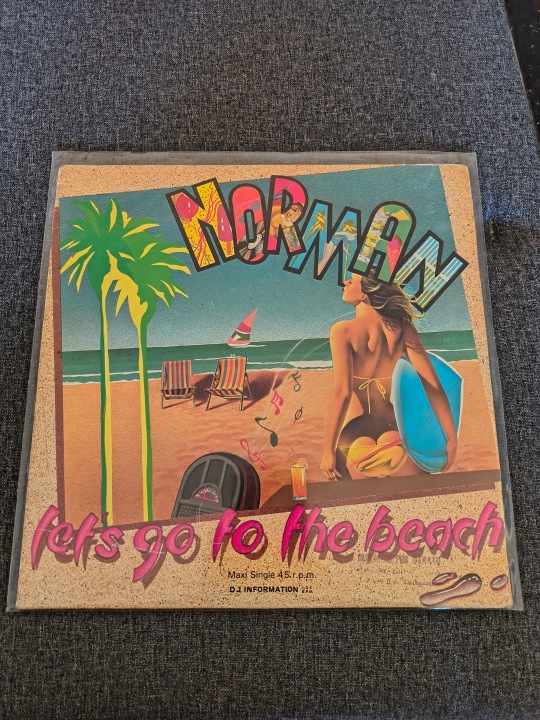 NORMAN
let's go to the beach
Maxi Single 45 r.p.m.
D.J. INFORMATION